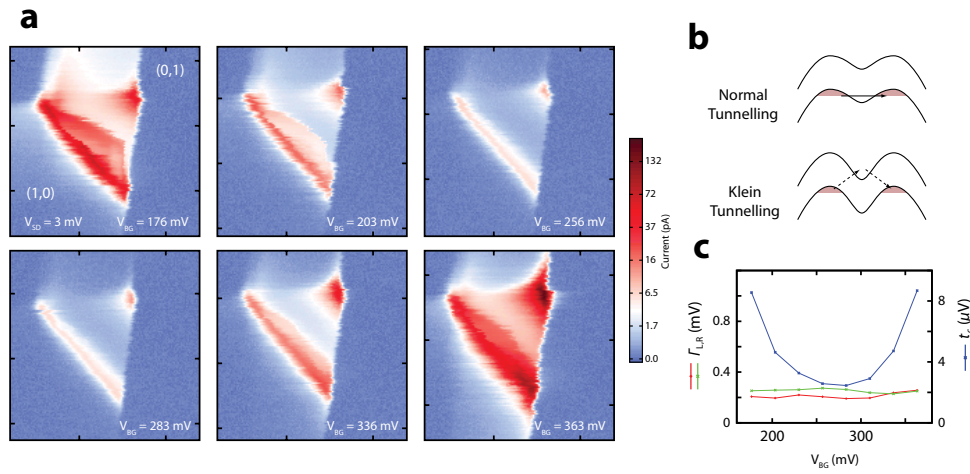 a
(0,1)
(1,0)
V_SD = 3 mV
V_BG = 176 mV
V_BG = 203 mV
V_BG = 256 mV
V_BG = 283 mV
V_BG = 336 mV
V_BG = 363 mV
132
72
37
16
6.5
1.7
0.0
Current (pA)
b
Normal
Tunnelling
Klein
Tunnelling
c
0.8
0.4
0
Γ_L,R (mV)
8
4
0
200
300
V_BG (mV)